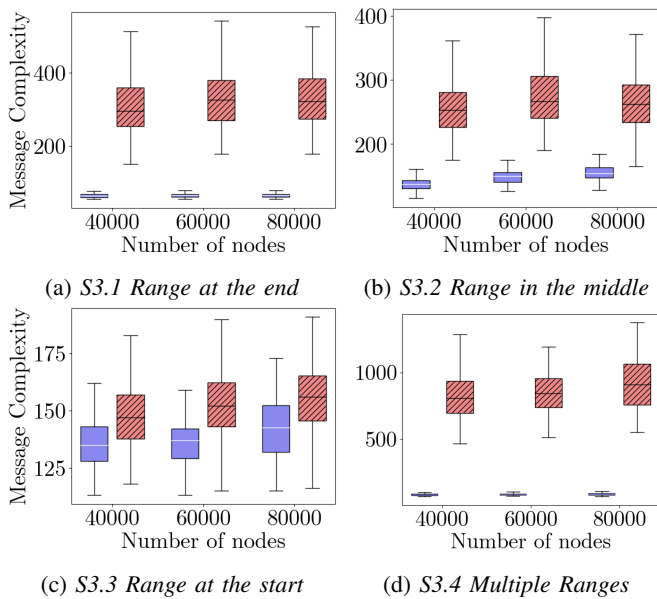 Message Complexity
400
200
40000 60000 80000
Number of nodes
(a) S3.1 Range at the end
400
300
200
40000 60000 80000
Number of nodes
(b) S3.2 Range in the middle
Message Complexity
175
150
125
40000 60000 80000
Number of nodes
(c) S3.3 Range at the start
1000
500
40000 60000 80000
Number of nodes
(d) S3.4 Multiple Ranges